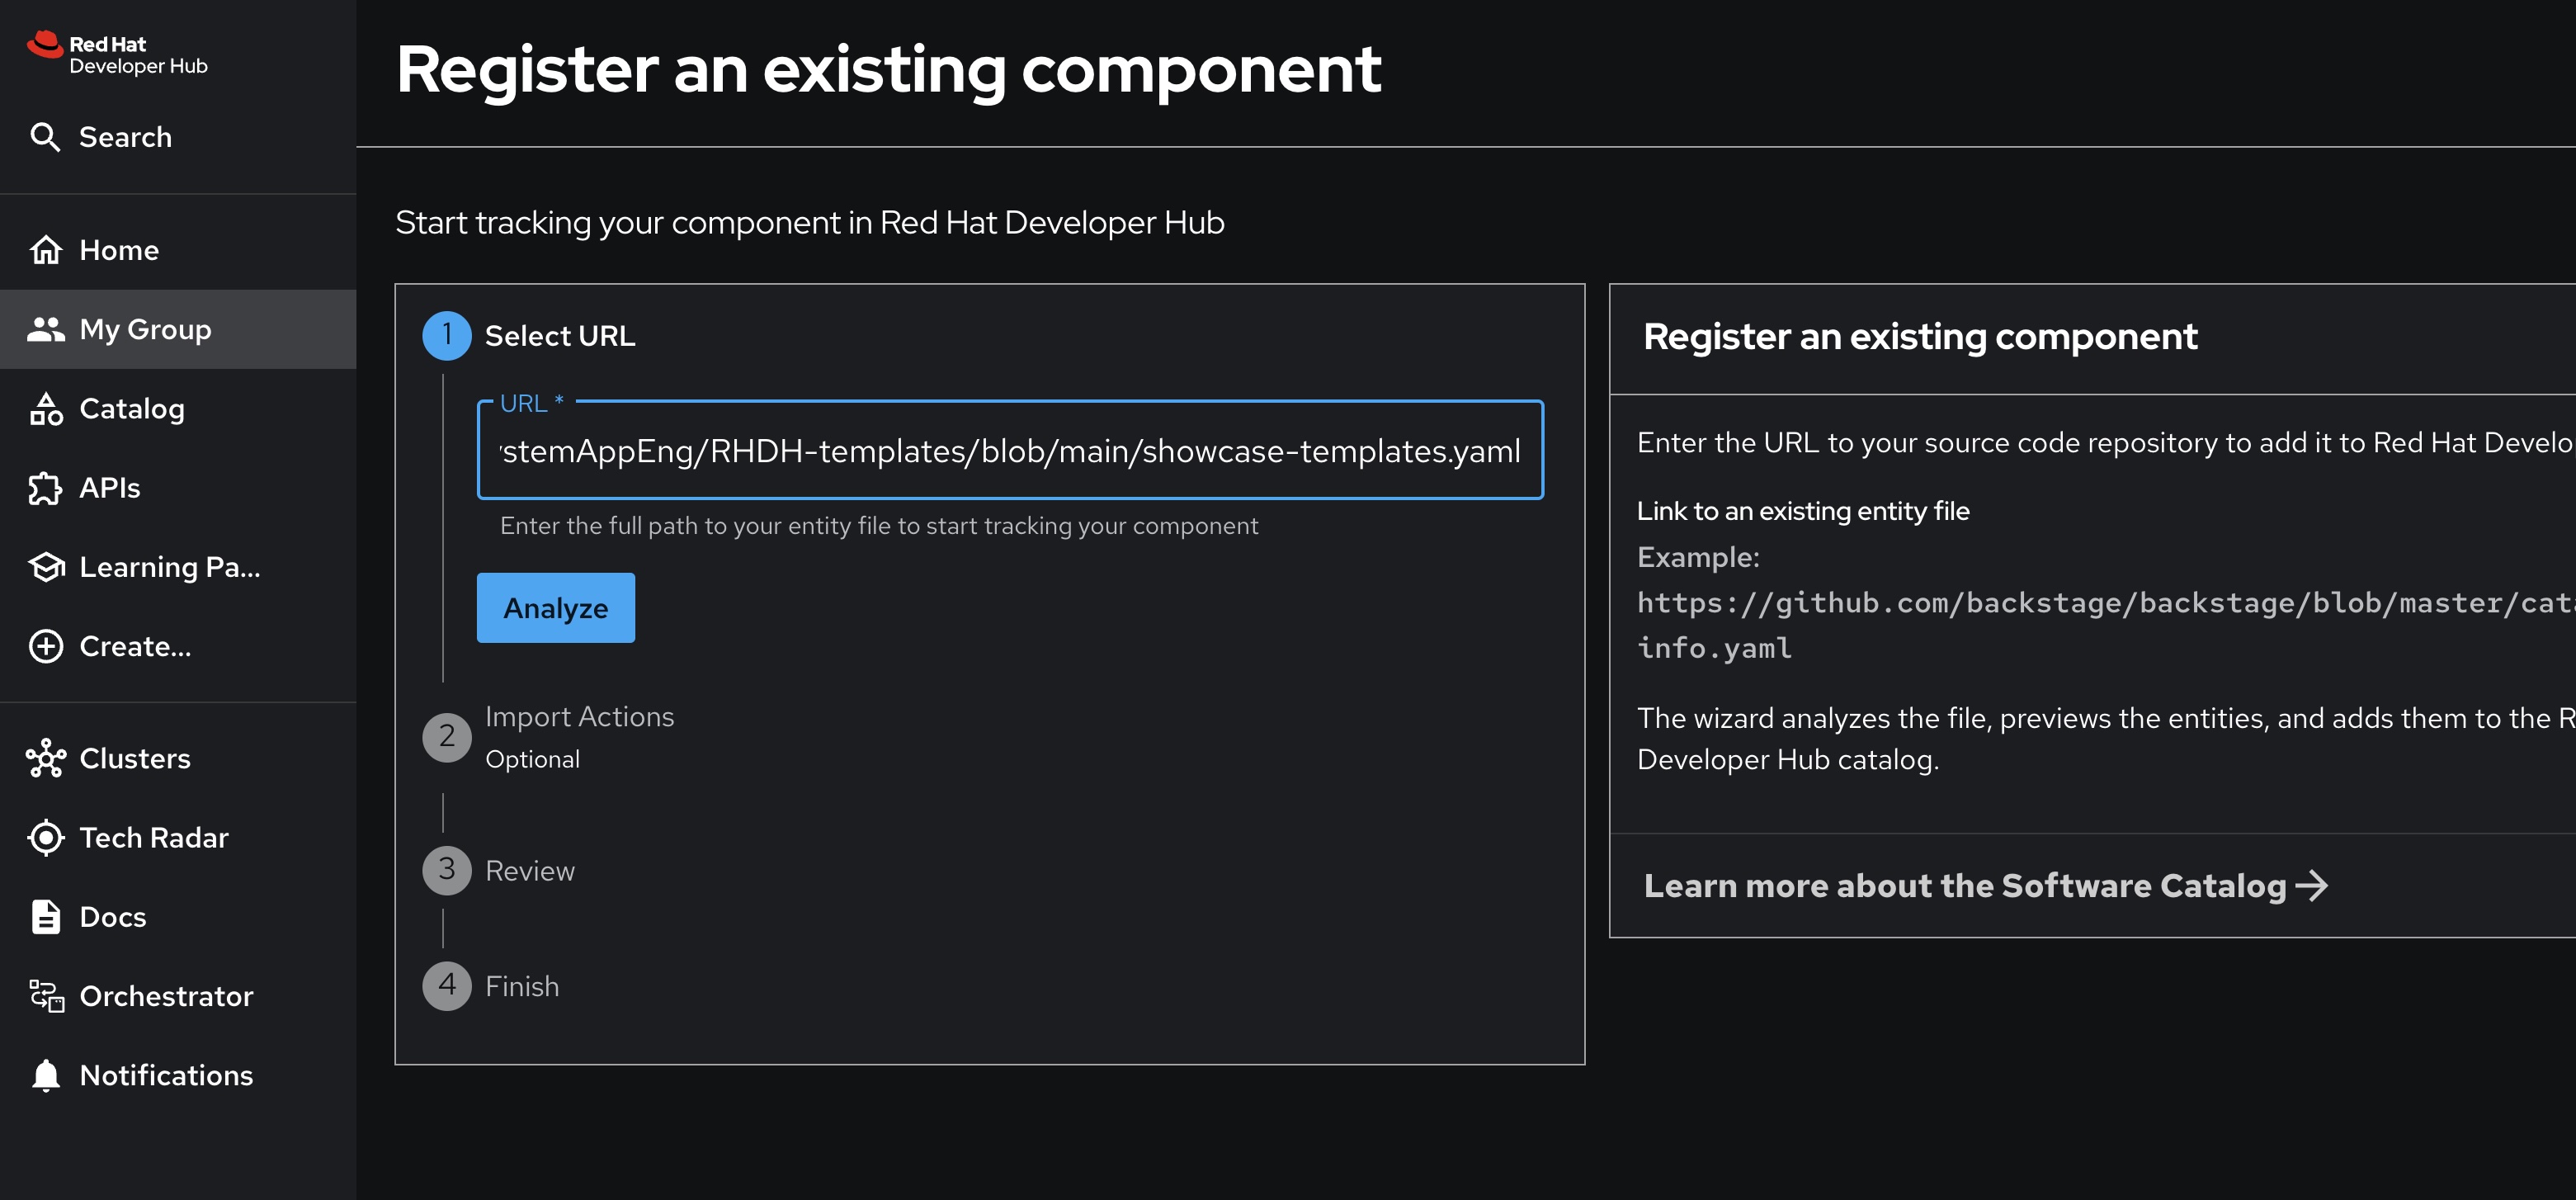 Red Hat
Developer Hub
Search
Home
My Group
Catalog
APIs
Learning Pa...
Create...
Clusters
Tech Radar
Docs
Orchestrator
Notifications
Register an existing component
Start tracking your component in Red Hat Developer Hub
1 Select URL
URL *
stemAppEng/RHDH-templates/blob/main/showcase-templates.yaml
Enter the full path to your entity file to start tracking your component
Analyze
2 Import Actions
Optional
3 Review
4 Finish
Register an existing component
Enter the URL to your source code repository to add it to Red Hat Develo
Link to an existing entity file
Example:
https://github.com/backstage/backstage/blob/master/cat
info.yaml
The wizard analyzes the file, previews the entities, and adds them to the R
Developer Hub catalog.
Learn more about the Software Catalog